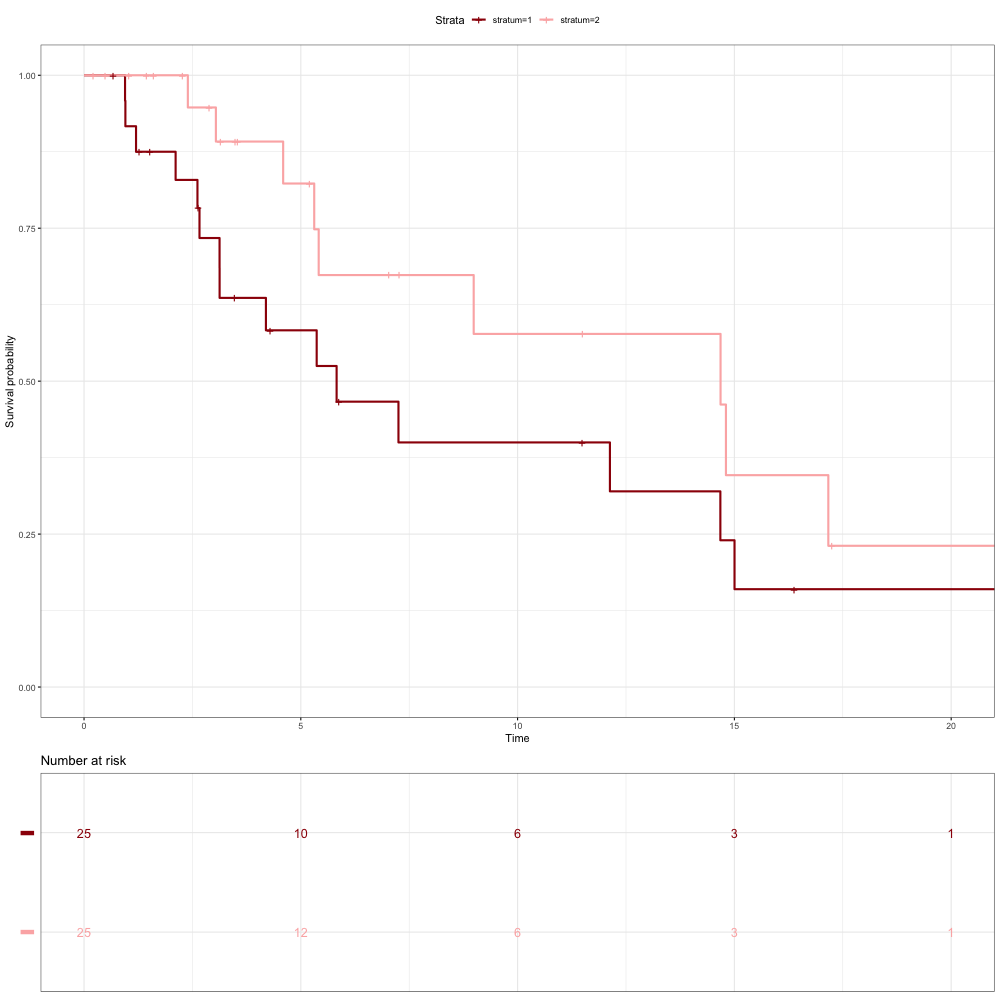 Strata stratum=1 stratum=2
1.00
0.75
0.50
0.25
0.00
Survival probability
0 5 10 15 20
Time
Number at risk
25 10 6 3 1
25 12 6 3 1